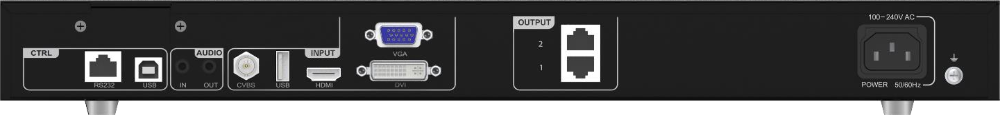 CTRL
RS232
USB
AUDIO
IN
OUT
INPUT
CVBS
USB
HDMI
VGA
DVI
OUTPUT
2
1
100-240V AC
POWER 50/60Hz